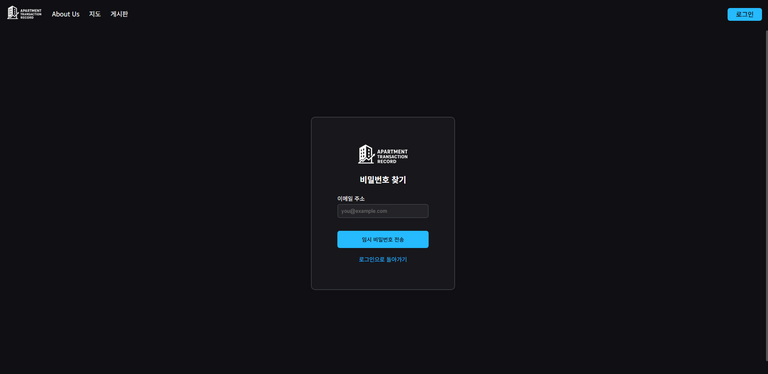 APARTMENT
TRANSACTION
RECORD
About Us 지도 게시판
로그인
APARTMENT
TRANSACTION
RECORD
비밀번호 찾기
이메일 주소
you@example.com
임시 비밀번호 전송
로그인으로 돌아가기